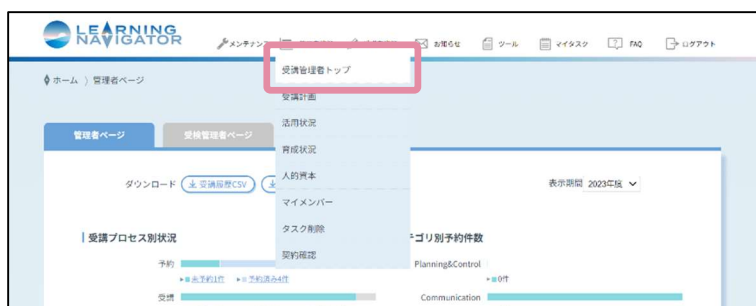 LEARNING
NAVIGATOR
メンテナンス
お知らせ
ツール
マイタスク
FAQ
ログアウト
受講管理者トップ
ホーム 〉 管理者ページ
受講計画
活用状況
管理者ページ
受検管理者ページ
育成状況
人的資本
ダウンロード
受講履歴CSV
表示期間 2023年度
マイメンバー
タスク削除
受講プロセス別状況
テゴリ別予約件数
契約確認
予約
Planning&Control
未予約1件
予約済み4件
0件
受講
Communication